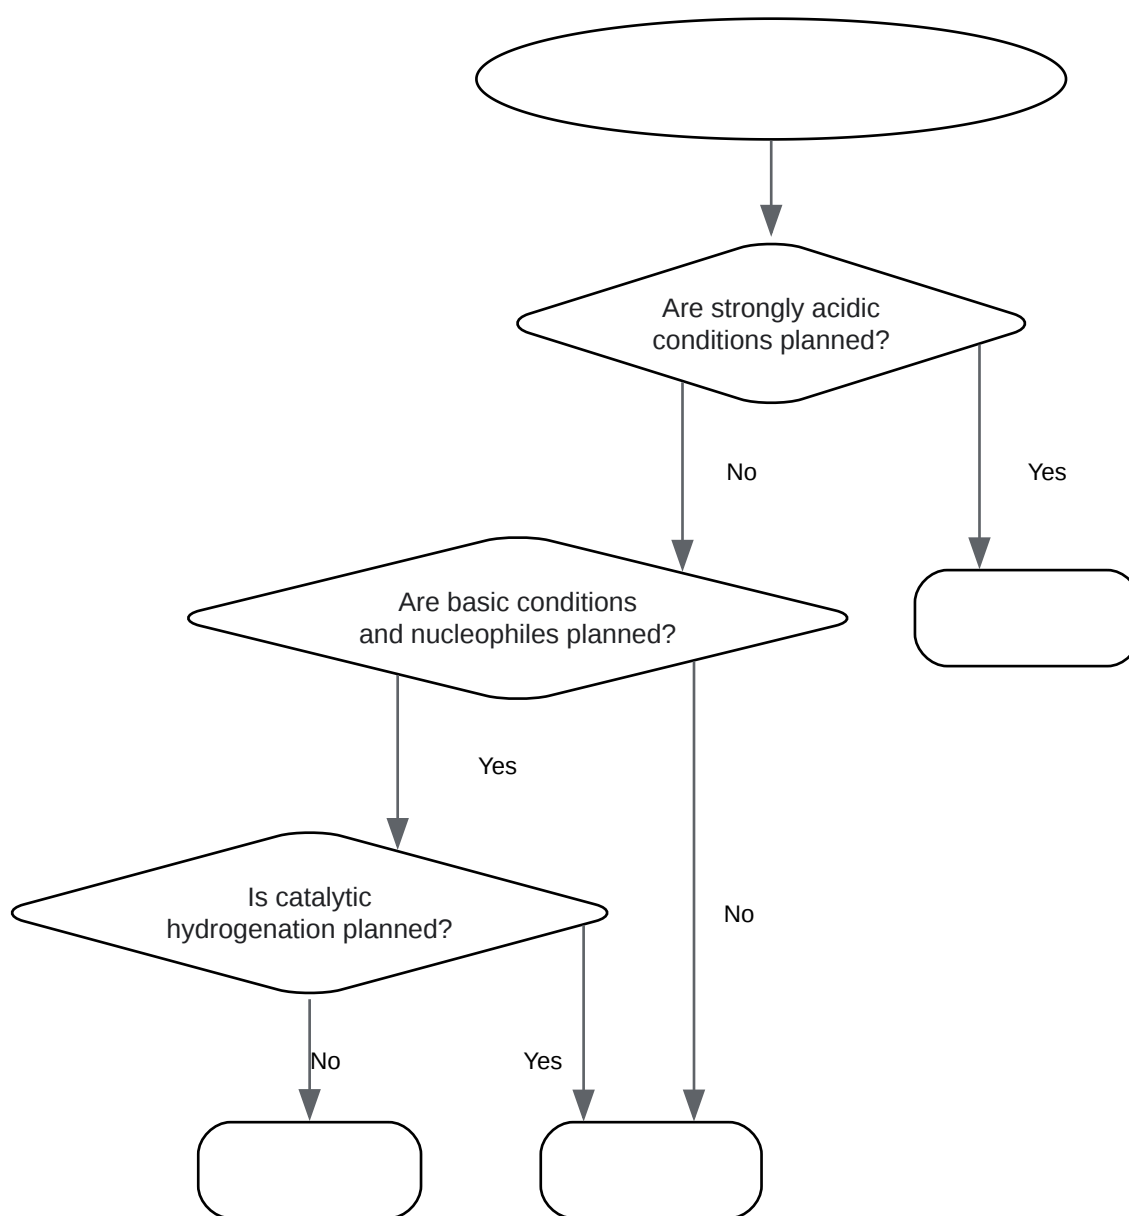 Are strongly acidic
conditions planned?
No
Yes
Are basic conditions
and nucleophiles planned?
Yes
Is catalytic
hydrogenation planned?
No
No
Yes